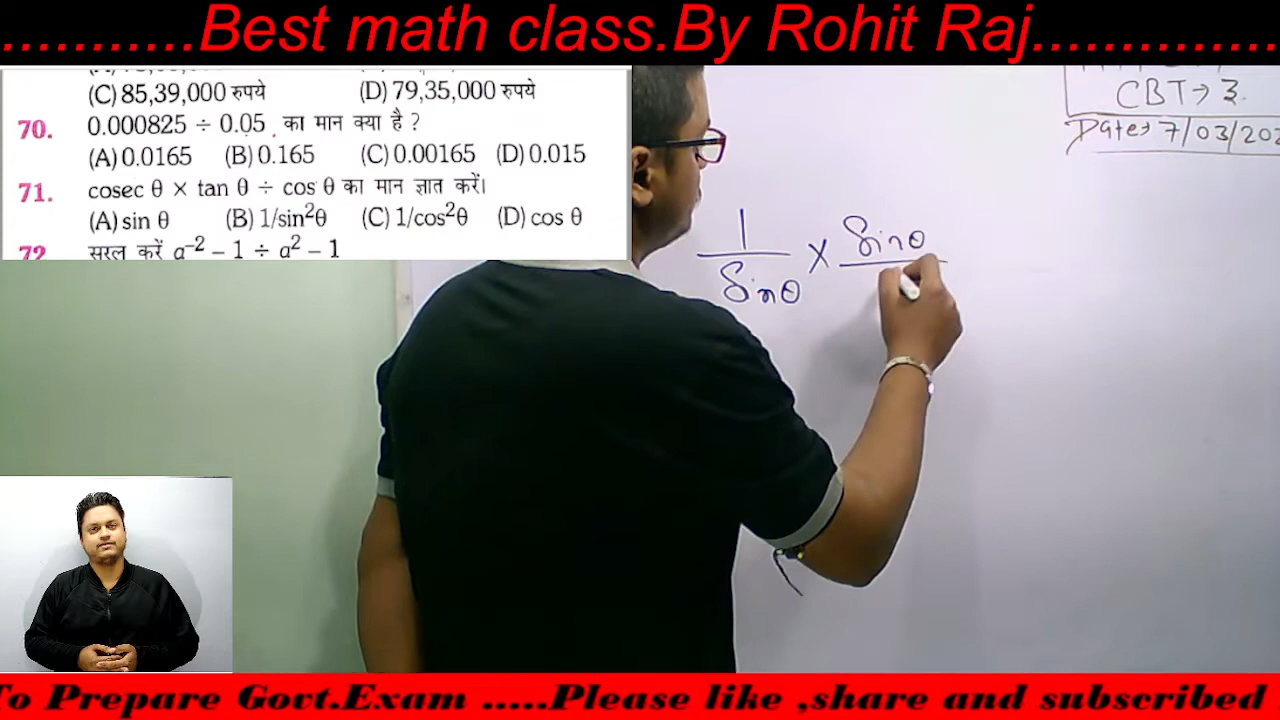 ...........Best math class.By Rohit Raj..............
(C) 85,39,000 रुपये (D) 79,35,000 रुपये
70. 0.000825 ÷ 0.05 का मान क्या है ?
(A) 0.0165 (B) 0.165 (C) 0.00165 (D) 0.015
71. cosec θ × tan θ ÷ cos θ का मान ज्ञात करें।
(A) sin θ (B) 1/sin²θ (C) 1/cos²θ (D) cos θ
72 सरल करें a⁻² – 1 ÷ a² – 1
CBT → 3.
Date→ 7/03/202
1 × sinθ
sinθ
To Prepare Govt.Exam .....Please like ,share and subscribed